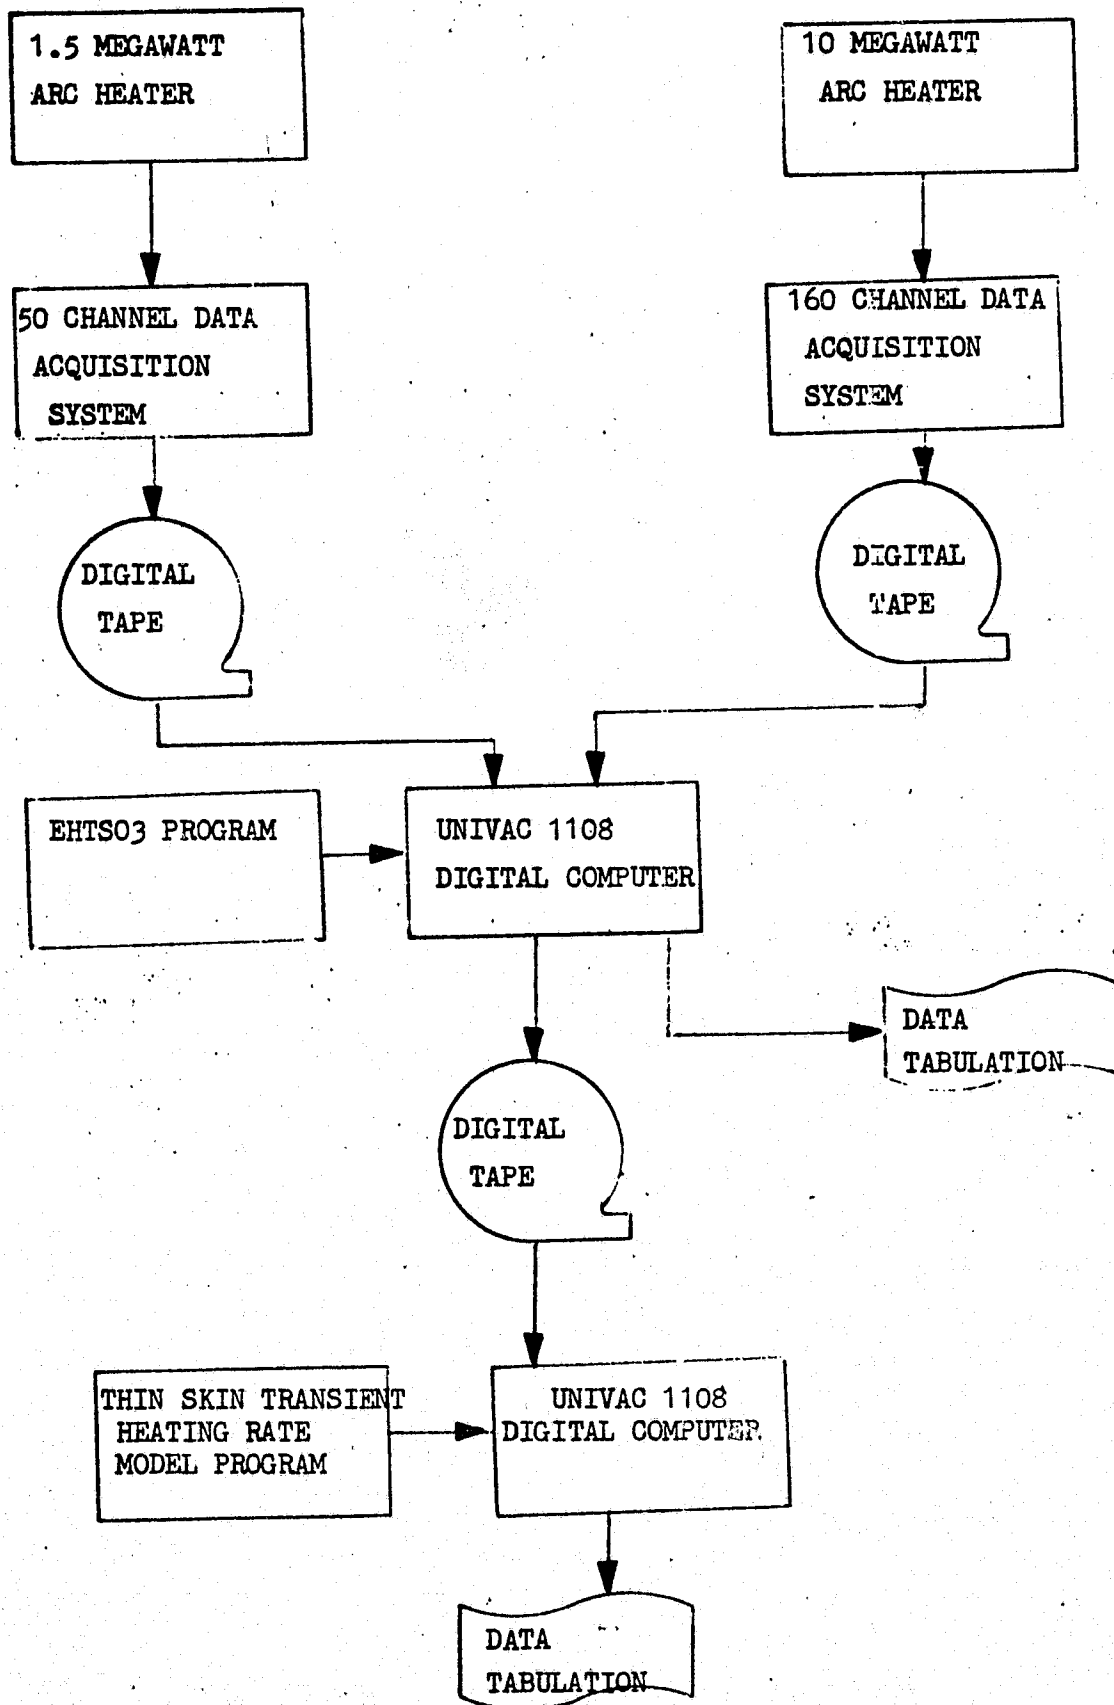 1.5 MEGAWATT
ARC HEATER
10 MEGAWATT
ARC HEATER
50 CHANNEL DATA
ACQUISITION
SYSTEM
160 CHANNEL DATA
ACQUISITION
SYSTEM
DIGITAL
TAPE
DIGITAL
TAPE
EHTS03 PROGRAM
UNIVAC 1108
DIGITAL COMPUTER
DATA
TABULATION
DIGITAL
TAPE
THIN SKIN TRANSIENT
HEATING RATE
MODEL PROGRAM
UNIVAC 1108
DIGITAL COMPUTER
DATA
TABULATION